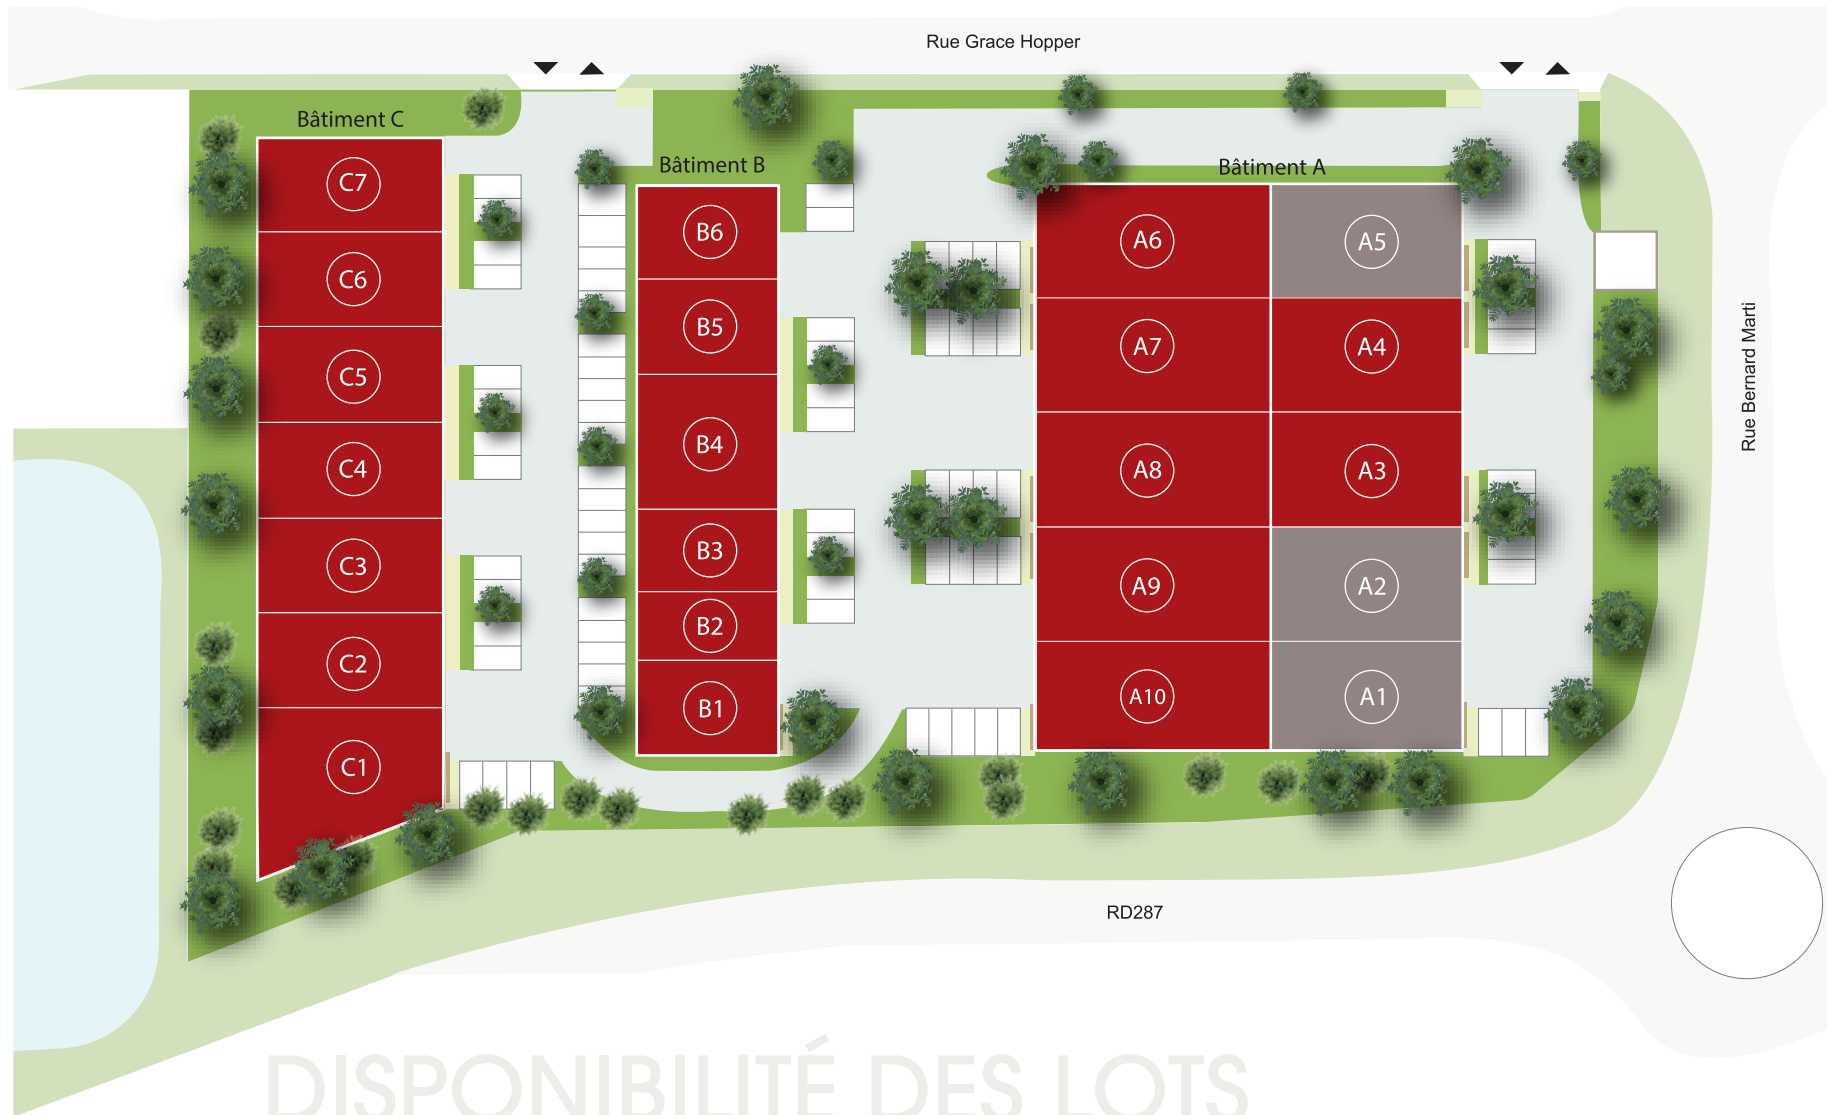 Rue Grace Hopper
Bâtiment C
Bâtiment B
Bâtiment A
C7
C6
C5
C4
C3
C2
C1
B6
B5
B4
B3
B2
B1
A6
A5
A7
A4
A8
A3
A9
A2
A10
A1
Rue Bernard Marti
RD287
DISPONIBILITÉ DES LOTS